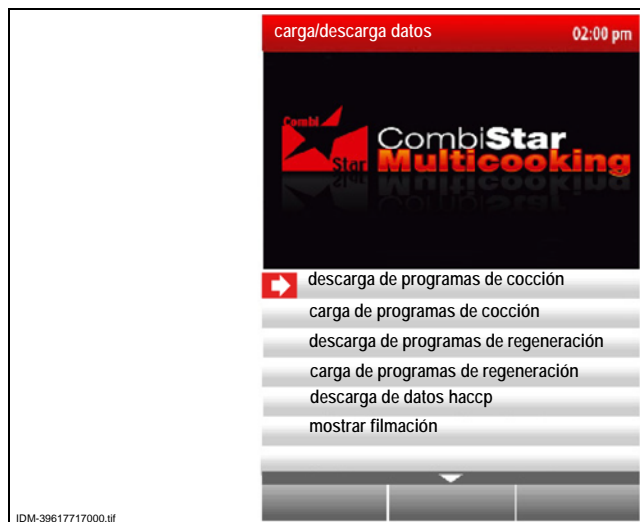 carga/descarga datos 02:00 pm
Combi
Star
CombiStar
Multicooking
descarga de programas de cocción
carga de programas de cocción
descarga de programas de regeneración
carga de programas de regeneración
descarga de datos haccp
mostrar filmación
IDM-39617717000.tif